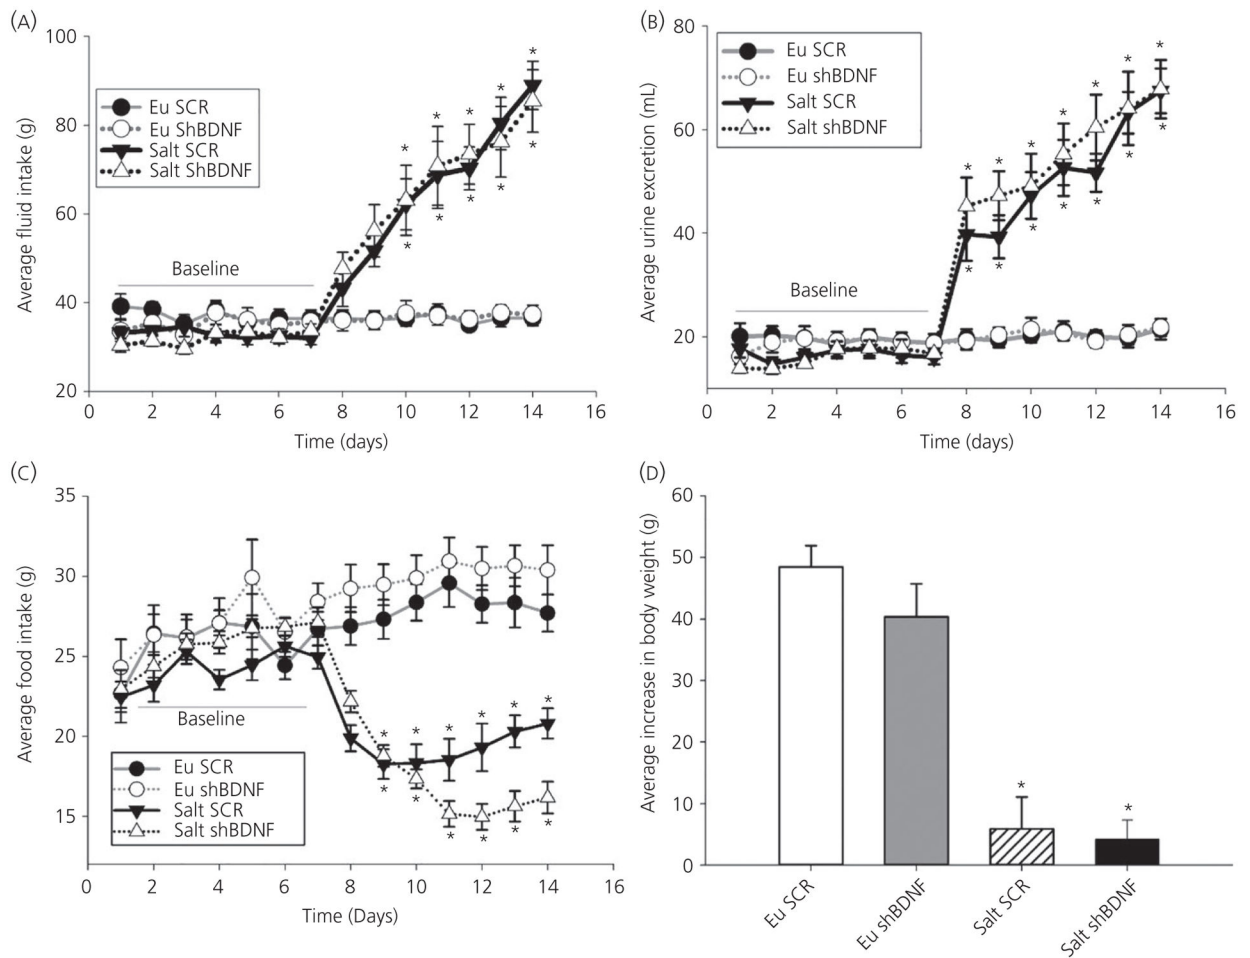 (A)
Average fluid intake (g)
100
80
60
40
20
Eu SCR
Eu ShBDNF
Salt SCR
Salt ShBDNF
Baseline
* * * * *
* * * * *
0 2 4 6 8 10 12 14 16
Time (days)
(B)
Average urine excretion (mL)
80
60
40
20
Eu SCR
Eu shBDNF
Salt SCR
Salt shBDNF
Baseline
* * * * * * *
* * * * * * *
0 2 4 6 8 10 12 14 16
Time (days)
(C)
Average food intake (g)
35
30
25
20
15
Baseline
* * * * * *
* * * * * *
Eu SCR
Eu shBDNF
Salt SCR
Salt shBDNF
0 2 4 6 8 10 12 14 16
Time (Days)
(D)
Average increase in body weight (g)
60
50
40
30
20
10
0
* *
Eu SCR
Eu shBDNF
Salt SCR
Salt shBDNF